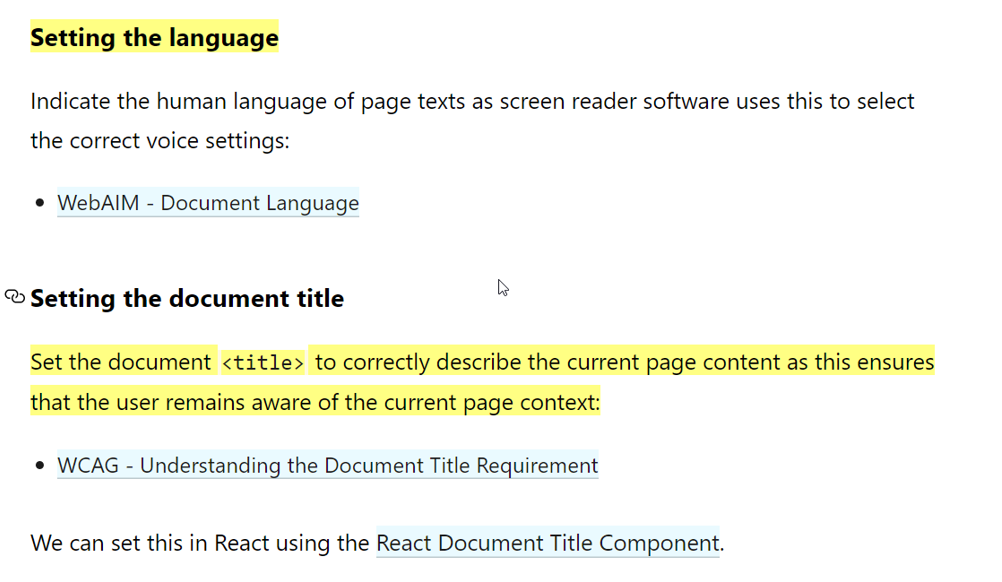 Setting the language
Indicate the human language of page texts as screen reader software uses this to select
the correct voice settings:
• WebAIM - Document Language
Setting the document title
Set the document <title> to correctly describe the current page content as this ensures
that the user remains aware of the current page context:
• WCAG - Understanding the Document Title Requirement
We can set this in React using the React Document Title Component.